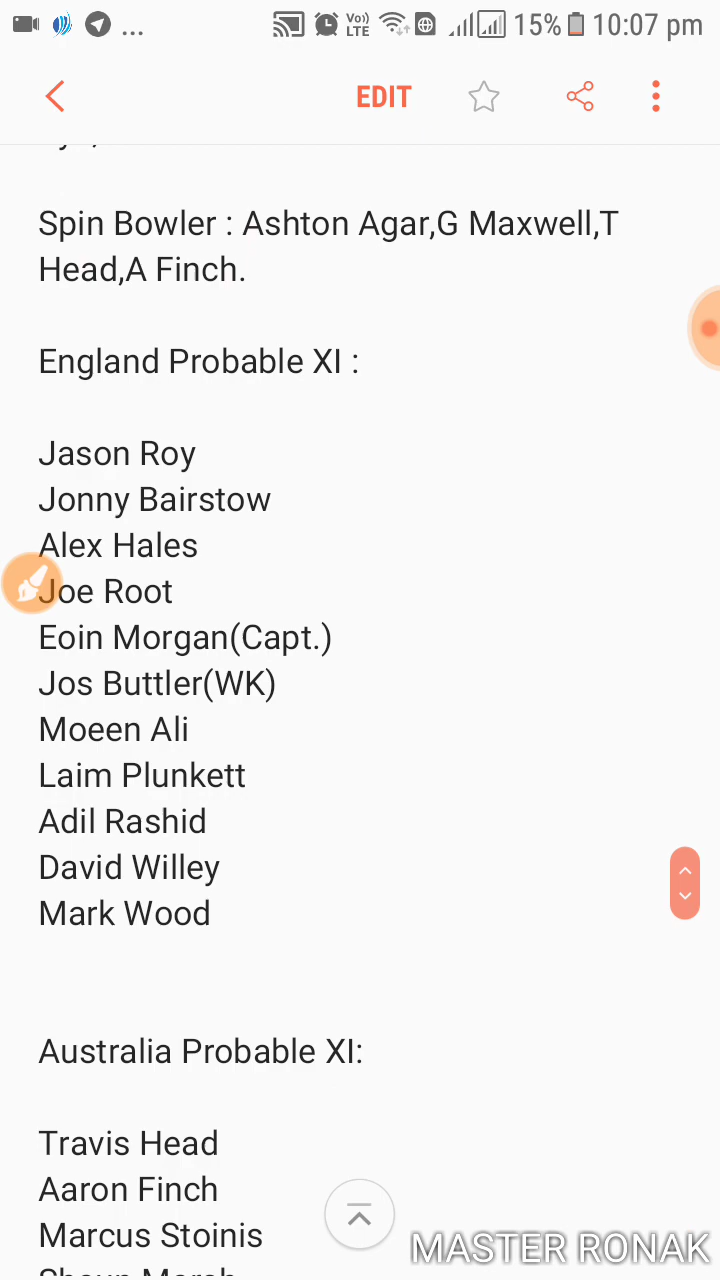 Vo))
LTE
15%
10:07 pm
EDIT
Spin Bowler : Ashton Agar,G Maxwell,T
Head,A Finch.
England Probable XI :
Jason Roy
Jonny Bairstow
Alex Hales
Joe Root
Eoin Morgan(Capt.)
Jos Buttler(WK)
Moeen Ali
Laim Plunkett
Adil Rashid
David Willey
Mark Wood
Australia Probable XI:
Travis Head
Aaron Finch
Marcus Stoinis
MASTER RONAK